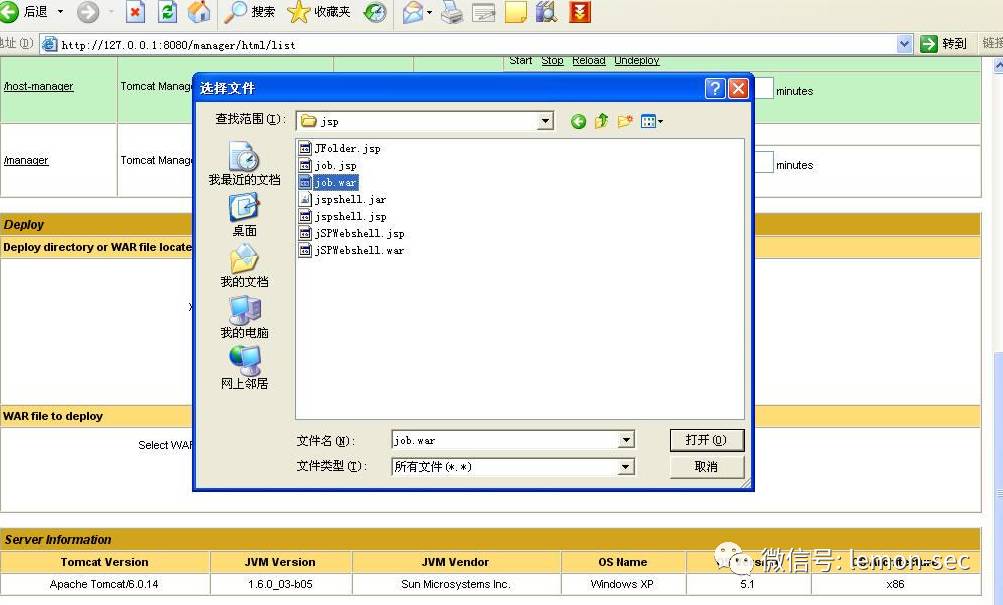 后退 搜索 收藏夹
地址(D) http://127.0.0.1:8080/manager/html/list 转到 链接
Start Stop Reload Undeploy
/host-manager Tomcat Manag minutes
/manager Tomcat Manag minutes
选择文件
查找范围(I): jsp
我最近的文档
桌面
我的文档
我的电脑
网上邻居
JFolder.jsp
job.jsp
job.war
jspshell.jar
jspshell.jsp
jSPWebshell.jsp
jSPWebshell.war
文件名(N): job.war 打开(O)
文件类型(T): 所有文件(*.*) 取消
Deploy
Deploy directory or WAR file locate
WAR file to deploy
Select WAR
Server Information
Tomcat Version JVM Version JVM Vendor OS Name
Apache Tomcat/6.0.14 1.6.0_03-b05 Sun Microsystems Inc. Windows XP 5.1 x86
微信号: lemon-sec